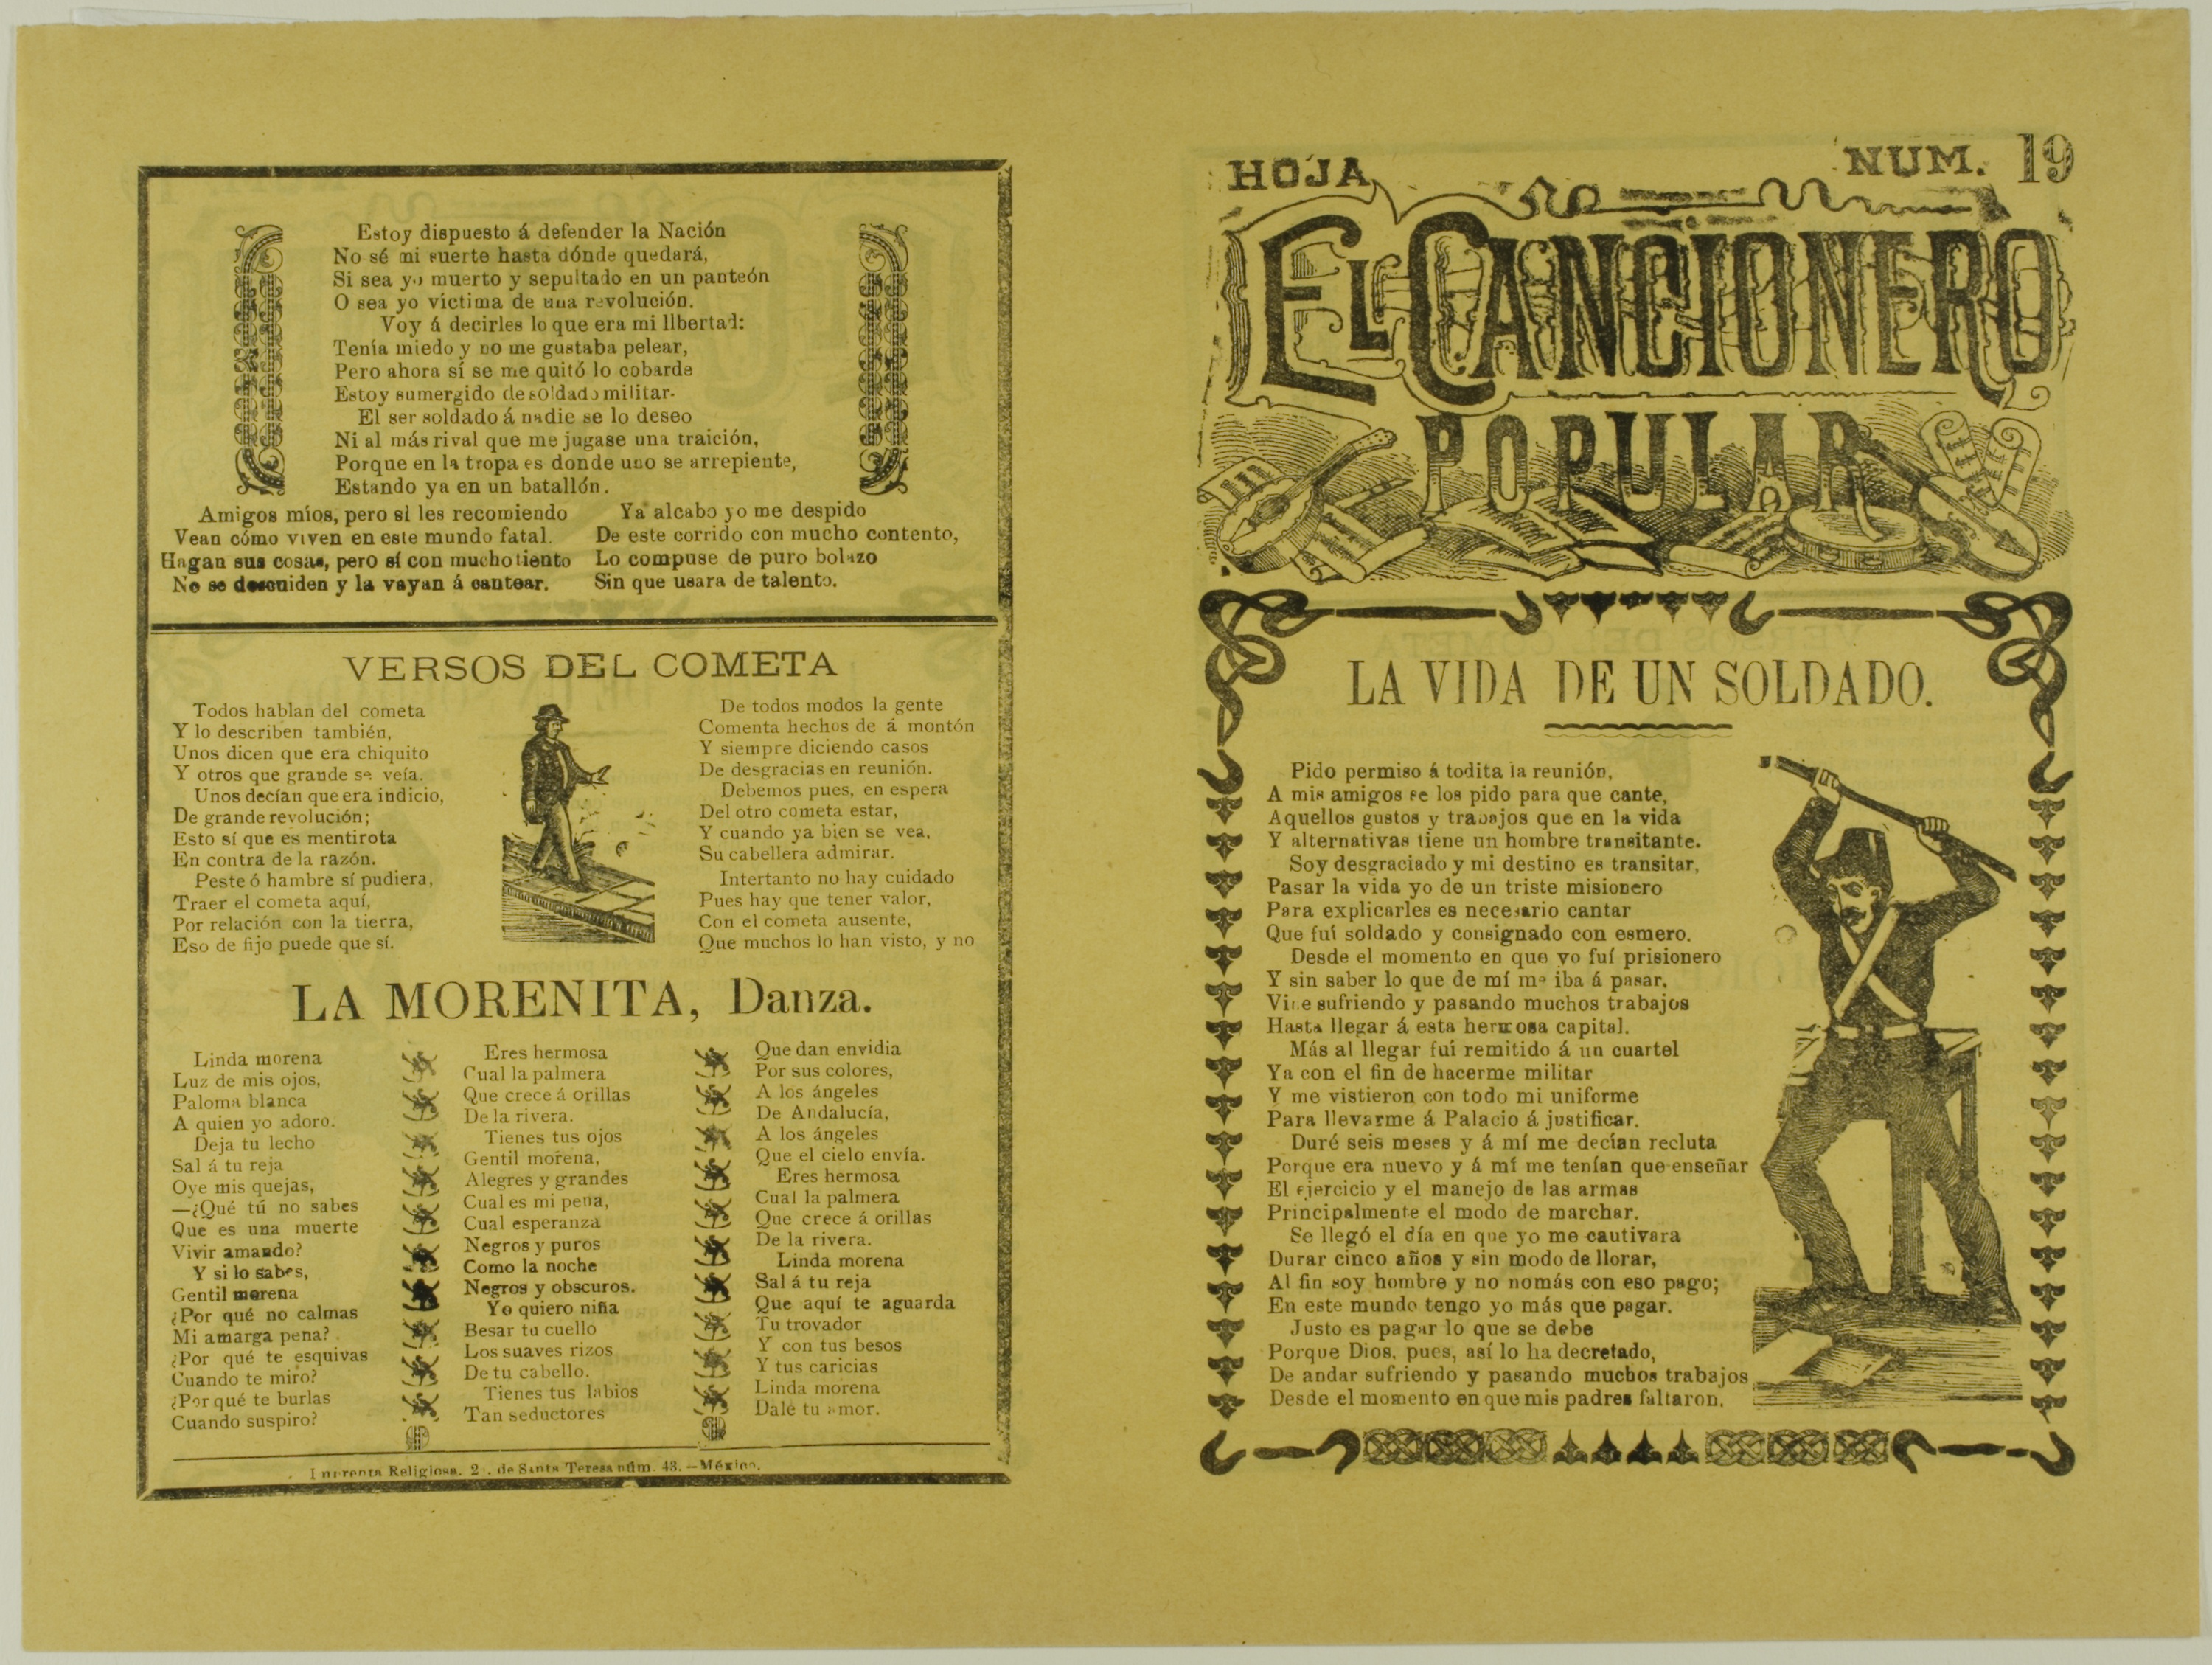 HOJA NUM. 19
EL CANCIONERO
POPULAR
LA VIDA DE UN SOLDADO.
Pido permiso á todita la reunión,
A mis amigos se los pido para que cante,
Aquellos gustos y trabajos que en la vida
Y alternativas tiene un hombre transitante.
Soy desgraciado y mi destino es transitar,
Pasar la vida yo de un triste misionero
Para explicarles es necesario cantar
Que fuí soldado y consignado con esmero.
Desde el momento en que yo fuí prisionero
Y sin saber lo que de mí me iba á pasar,
Vine sufriendo y pasando muchos trabajos
Hasta llegar á esta hermosa capital.
Más al llegar fuí remitido á un cuartel
Ya con el fin de hacerme militar
Y me vistieron con todo mi uniforme
Para llevarme á Palacio á justificar.
Duré seis meses y á mí me decían recluta
Porque era nuevo y á mí me tenían que enseñar
El ejercicio y el manejo de las armas
Principalmente el modo de marchar.
Se llegó el día en que yo me cautivara
Durar cinco años y sin modo de llorar,
Al fin soy hombre y no nomás con eso pago;
En este mundo tengo yo más que pagar.
Justo es pagar lo que se debe
Porque Dios, pues, así lo ha decretado,
De andar sufriendo y pasando muchos trabajos
Desde el momento en que mis padres faltaron.
Estoy dispuesto á defender la Nación
No sé mi suerte hasta dónde quedará,
Si sea yo muerto y sepultado en un panteón
O sea yo víctima de una revolución.
Voy á decirles lo que era mi llbertad:
Tenía miedo y no me gustaba pelear,
Pero ahora sí se me quitó lo cobarde
Estoy sumergido de soldado militar.
El ser soldado á nadie se lo deseo
Ni al más rival que me jugase una traición,
Porque en la tropa es donde uno se arrepiente,
Estando ya en un batallón.
Amigos míos, pero si les recomiendo
Vean cómo viven en este mundo fatal.
Hagan sus cosas, pero sí con mucho tiento
No se descuiden y la vayan á cantear.
Ya alcabo yo me despido
De este corrido con mucho contento,
Lo compuse de puro bolazo
Sin que usara de talento.
VERSOS DEL COMETA
Todos hablan del cometa
Y lo describen también,
Unos dicen que era chiquito
Y otros que grande se veía.
Unos decían que era indicio,
De grande revolución;
Esto sí que es mentirota
En contra de la razón.
Peste ó hambre sí pudiera,
Traer el cometa aquí,
Por relación con la tierra,
Eso de fijo puede que sí.
De todos modos la gente
Comenta hechos de á montón
Y siempre diciendo casos
De desgracias en reunión.
Debemos pues, en espera
Del otro cometa estar,
Y cuando ya bien se vea,
Su cabellera admirar.
Intertanto no hay cuidado
Pues hay que tener valor,
Con el cometa ausente,
Que muchos lo han visto, y no
LA MORENITA, Danza.
Linda morena
Luz de mis ojos,
Paloma blanca
A quien yo adoro.
Deja tu lecho
Sal á tu reja
Oye mis quejas,
—¿Qué tú no sabes
Que es una muerte
Vivir amando?
Y si lo sabes,
Gentil morena
¿Por qué no calmas
Mi amarga pena?
¿Por qué te esquivas
Cuando te miro?
¿Por qué te burlas
Cuando suspiro?
Eres hermosa
Cual la palmera
Que crece á orillas
De la rivera.
Tienes tus ojos
Gentil morena,
Alegres y grandes
Cual es mi pena,
Cual esperanza
Negros y puros
Como la noche
Negros y obscuros.
Yo quiero niña
Besar tu cuello
Los suaves rizos
De tu cabello.
Tienes tus labios
Tan seductores
Que dan envidia
Por sus colores,
A los ángeles
De Andalucía,
A los ángeles
Que el cielo envía.
Eres hermosa
Cual la palmera
Que crece á orillas
De la rivera.
Linda morena
Sal á tu reja
Que aquí te aguarda
Tu trovador
Y con tus besos
Y tus caricias
Linda morena
Dale tu amor.
Imprenta Religiosa, 2 . de Santa Teresa núm. 43.—México.